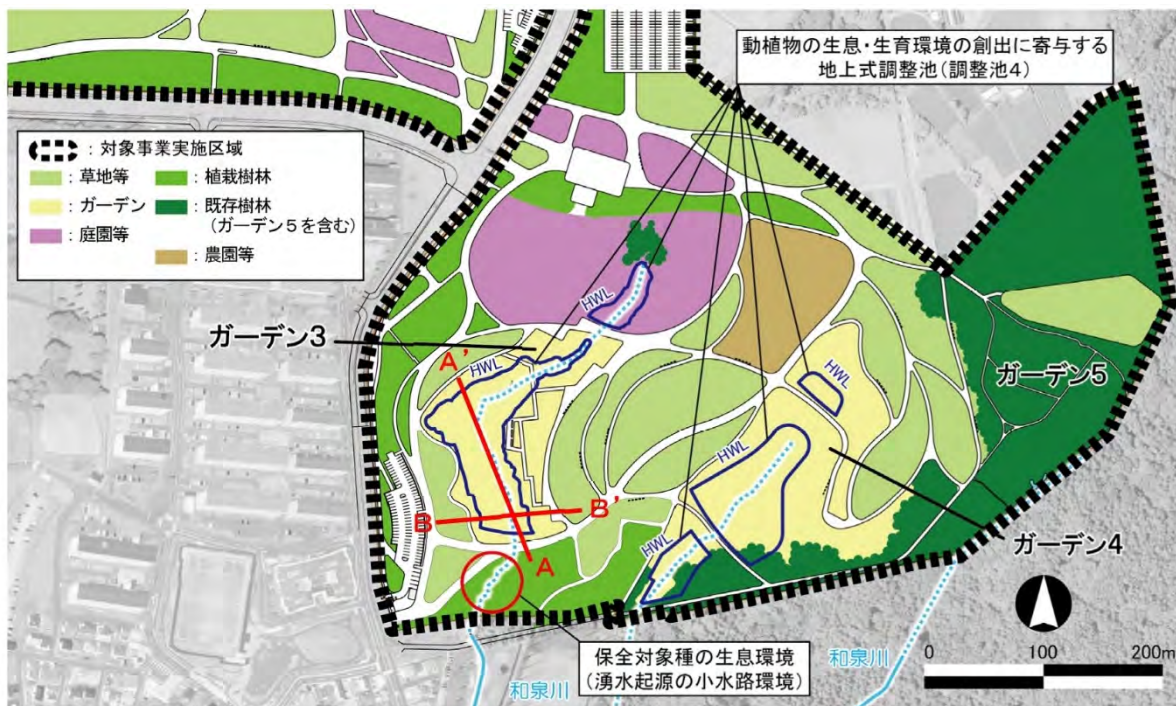 動植物の生息・生育環境の創出に寄与する
地上式調整池(調整池4)
：対象事業実施区域
：草地等
：植栽樹林
：ガーデン
：既存樹林
(ガーデン5を含む)
：庭園等
：農園等
HWL
ガーデン3
HWL
A'
HWL
ガーデン5
HWL
B
B'
HWL
A
ガーデン4
保全対象種の生息環境
(湧水起源の小水路環境)
和泉川
和泉川
0
100
200m